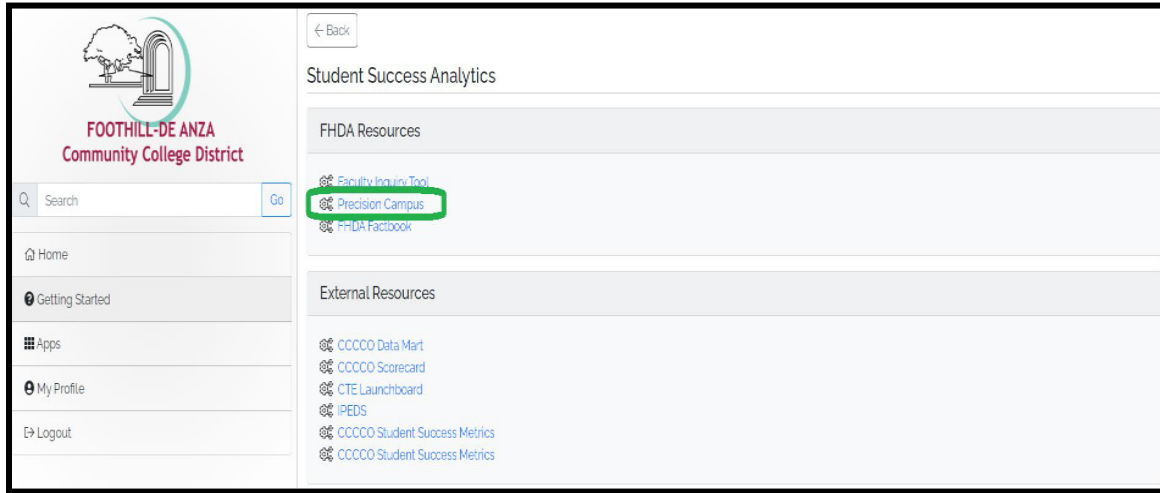 FOOTHILL-DE ANZA
Community College District
Search
Go
Home
Getting Started
Apps
My Profile
Logout
← Back
Student Success Analytics
FHDA Resources
Faculty Inquiry Tool
Precision Campus
FHDA Factbook
External Resources
CCCCO Data Mart
CCCCO Scorecard
CTE Launchboard
IPEDS
CCCCO Student Success Metrics
CCCCO Student Success Metrics